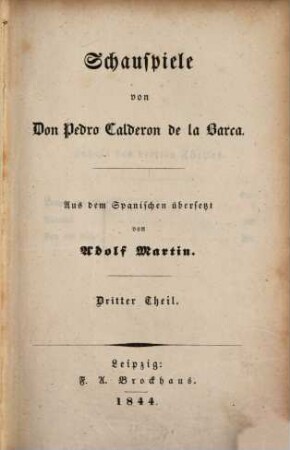 Schauspiele
von
Don Pedro Calderon de la Barca.
Aus dem Spanischen übersetzt
von
Adolf Martin.
Dritter Theil.
Leipzig:
F. A. Brockhaus.
1844.